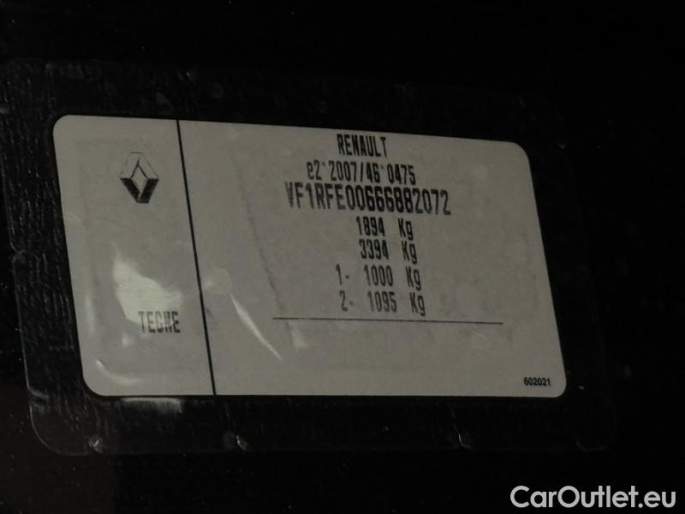 RENAULT
e2*2007/46*0475
VF1RFE00666882072
1894 Kg
3394 Kg
1- 1000 Kg
2- 1095 Kg
TECHE
602021
CarOutlet.eu